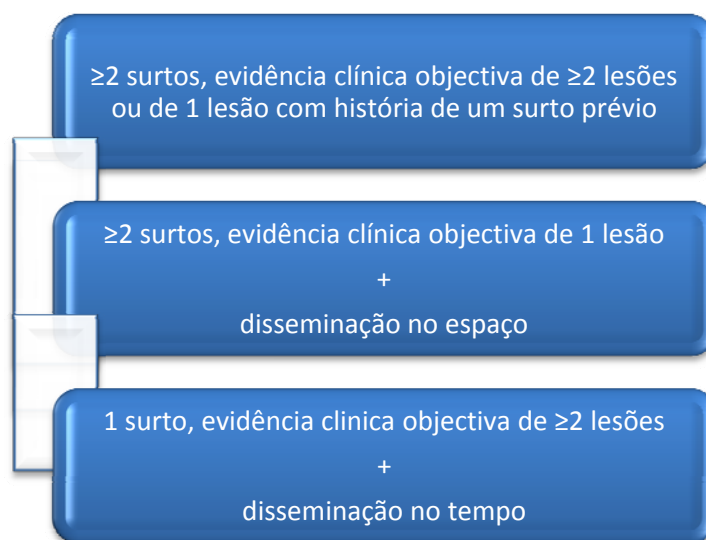 ≥2 surtos, evidência clínica objectiva de ≥2 lesões
ou de 1 lesão com história de um surto prévio
≥2 surtos, evidência clínica objectiva de 1 lesão
+
disseminação no espaço
1 surto, evidência clinica objectiva de ≥2 lesões
+
disseminação no tempo